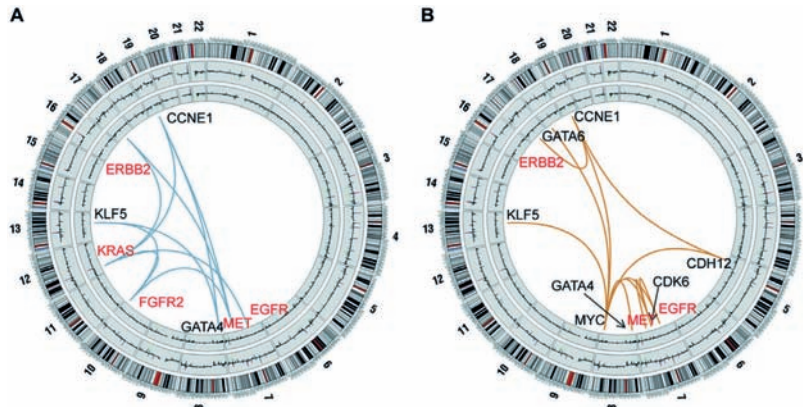 A
22
21
20
19
18
17
16
15
14
13
12
11
10
9
8
7
6
5
4
3
2
1
CCNE1
ERBB2
KLF5
KRAS
FGFR2
GATA4
MET
EGFR
B
22
21
20
19
18
17
16
15
14
13
12
11
10
9
8
7
6
5
4
3
2
1
CCNE1
GATA6
ERBB2
KLF5
CDH12
GATA4
CDK6
MYC
MET
EGFR